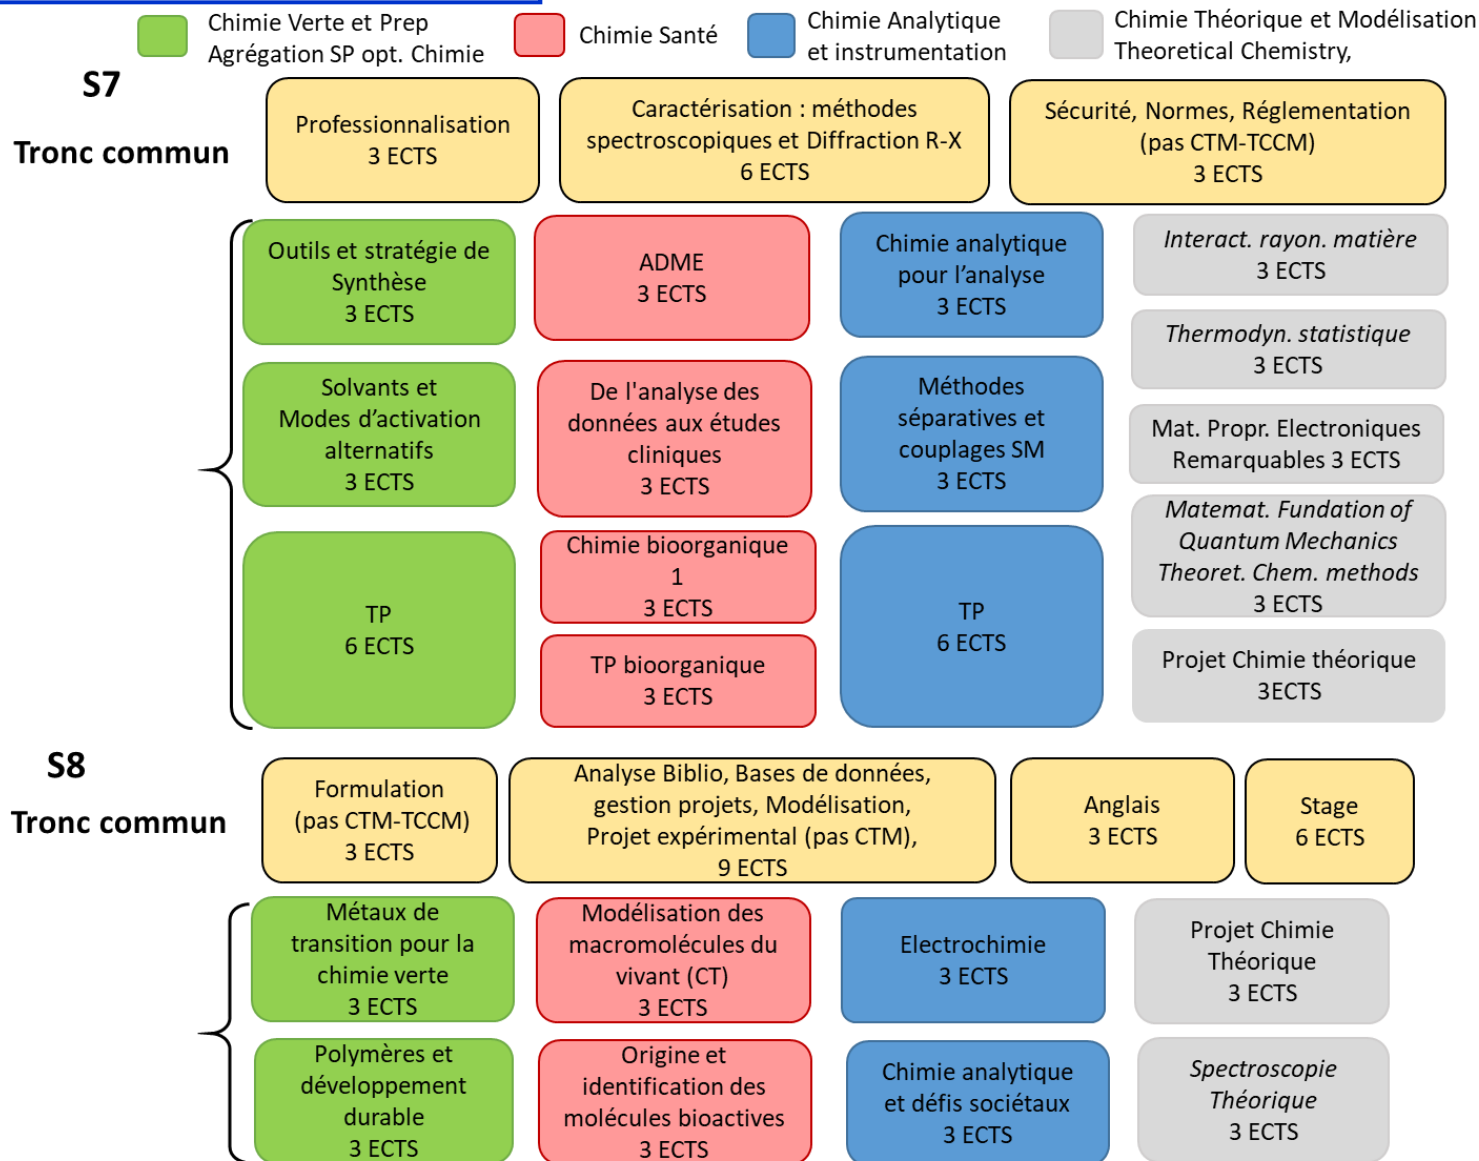 Chimie Verte et Prep
Agrégation SP opt. Chimie
Chimie Santé
Chimie Analytique
et instrumentation
Chimie Théorique et Modélisation
Theoretical Chemistry,
S7
Tronc commun
Professionnalisation
3 ECTS
Caractérisation : méthodes
spectroscopiques et Diffraction R-X
6 ECTS
Sécurité, Normes, Réglementation
(pas CTM-TCCM)
3 ECTS
Outils et stratégie de
Synthèse
3 ECTS
Solvants et
Modes d’activation
alternatifs
3 ECTS
TP
6 ECTS
ADME
3 ECTS
De l'analyse des
données aux études
cliniques
3 ECTS
Chimie bioorganique
1
3 ECTS
TP bioorganique
3 ECTS
Chimie analytique
pour l’analyse
3 ECTS
Méthodes
séparatives et
couplages SM
3 ECTS
TP
6 ECTS
Interact. rayon. matière
3 ECTS
Thermodyn. statistique
3 ECTS
Mat. Propr. Electroniques
Remarquables 3 ECTS
Matemat. Fundation of
Quantum Mechanics
Theoret. Chem. methods
3 ECTS
Projet Chimie théorique
3ECTS
S8
Tronc commun
Formulation
(pas CTM-TCCM)
3 ECTS
Analyse Biblio, Bases de données,
gestion projets, Modélisation,
Projet expérimental (pas CTM),
9 ECTS
Anglais
3 ECTS
Stage
6 ECTS
Métaux de
transition pour la
chimie verte
3 ECTS
Polymères et
développement
durable
3 ECTS
Modélisation des
macromolécules du
vivant (CT)
3 ECTS
Origine et
identification des
molécules bioactives
3 ECTS
Electrochimie
3 ECTS
Chimie analytique
et défis sociétaux
3 ECTS
Projet Chimie
Théorique
3 ECTS
Spectroscopie
Théorique
3 ECTS